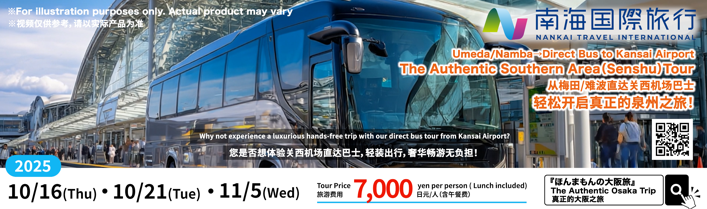 ※For illustration purposes only. Actual product may vary
※视频仅供参考，请以实际产品为准
南海国際旅行
NANKAI TRAVEL INTERNATIONAL
Umeda/Namba→Direct Bus to Kansai Airport
The Authentic Southern Area（Senshu）Tour
从梅田/难波直达关西机场巴士
轻松开启真正的泉州之旅！
Why not experience a luxurious hands-free trip with our direct bus tour from Kansai Airport?
您是否想体验关西机场直达巴士，轻装出行，奢华畅游无负担！
2025
10/16(Thu)・10/21(Tue)・11/5(Wed)
Tour Price
旅游费用
7,000
yen per person ( Lunch included)
日元/人（含午餐费）
『ほんまもんの大阪旅』
The Authentic Osaka Trip
真正的大阪之旅